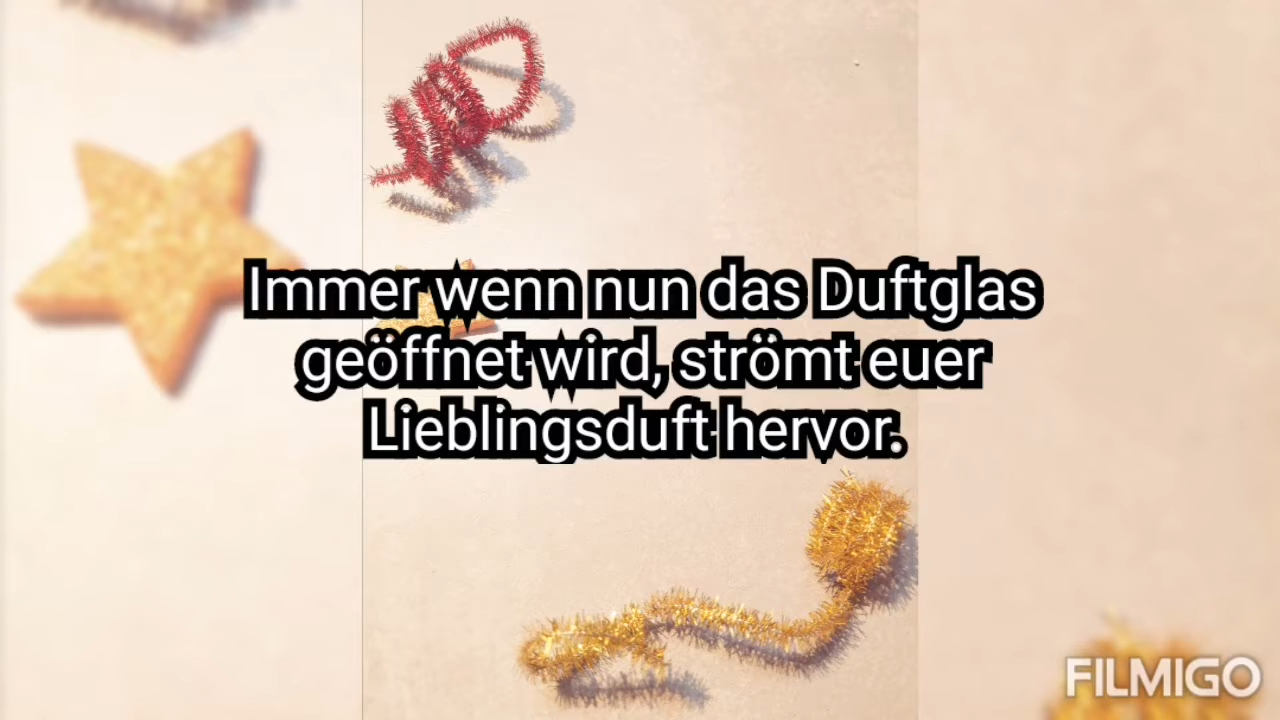 Immer wenn nun das Duftglas
geöffnet wird, strömt euer
Lieblingsduft hervor.
FILMIGO